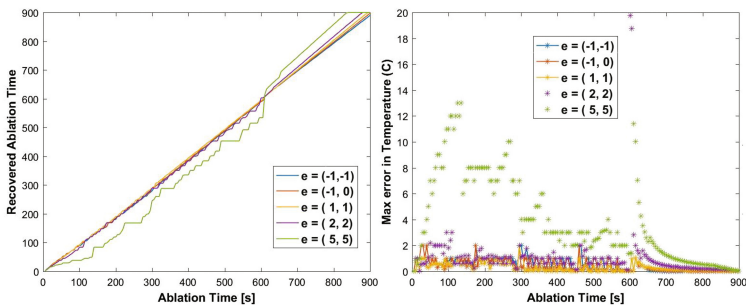 900
800
700
600
500
400
300
200
100
0
Recovered Ablation Time
0 100 200 300 400 500 600 700 800 900
Ablation Time [s]
e = (-1,-1)
e = (-1, 0)
e = ( 1, 1)
e = ( 2, 2)
e = ( 5, 5)
20
18
16
14
12
10
8
6
4
2
0
Max error in Temperature (C)
0 100 200 300 400 500 600 700 800 900
Ablation Time [s]
e = (-1,-1)
e = (-1, 0)
e = ( 1, 1)
e = ( 2, 2)
e = ( 5, 5)